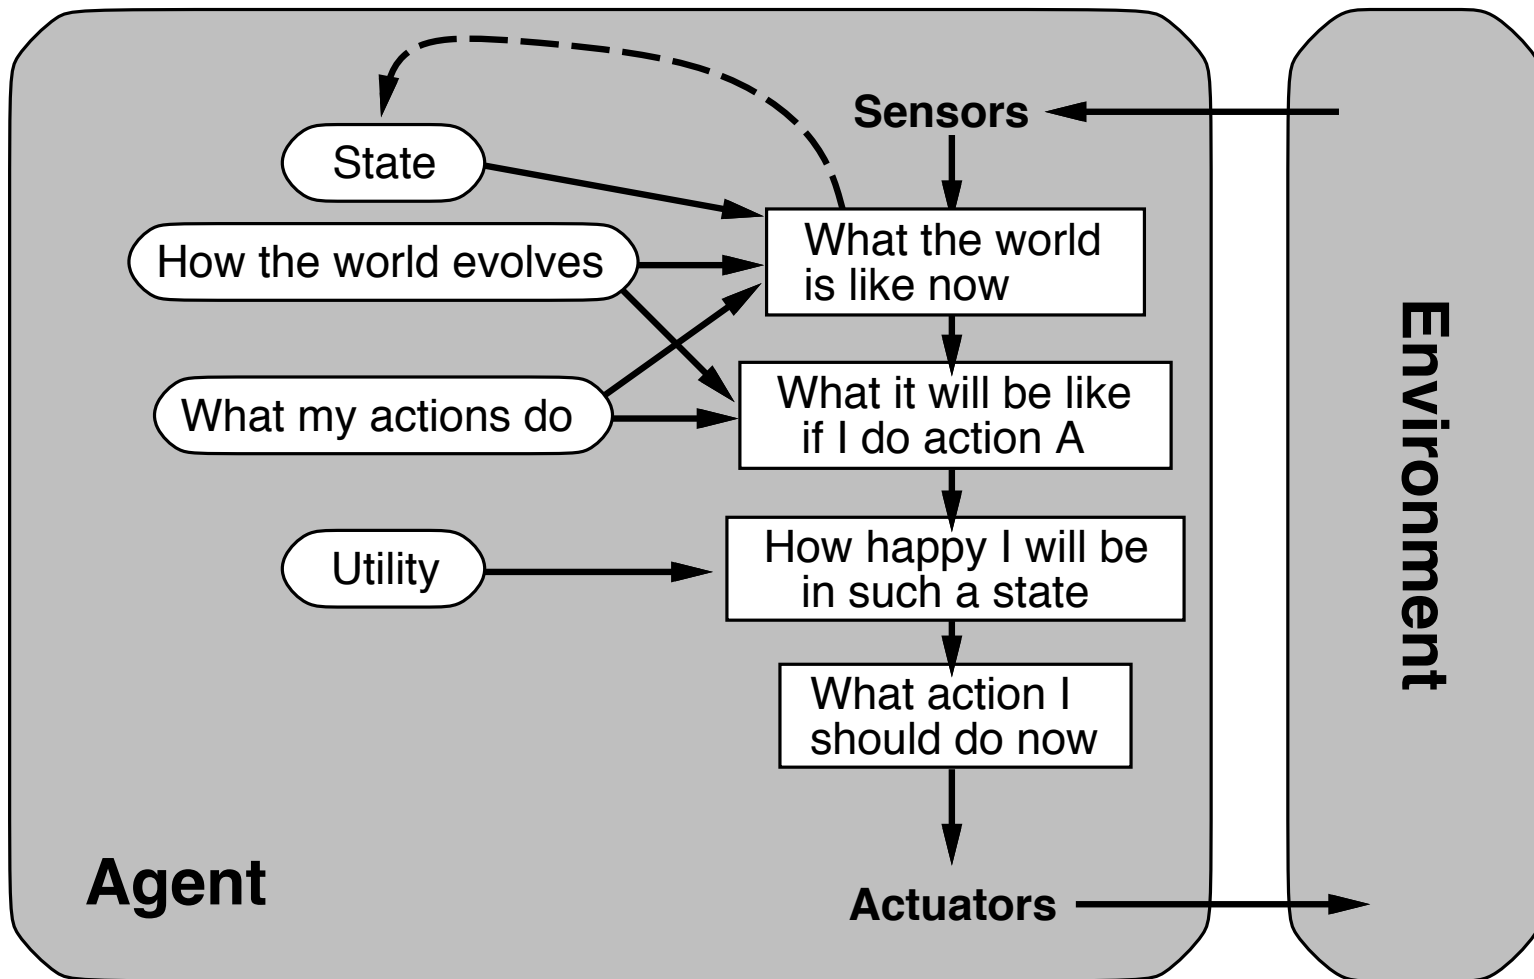 Sensors
State
What the world
is like now
How the world evolves
What it will be like
if I do action A
What my actions do
How happy I will be
in such a state
Utility
What action I
should do now
Agent
Actuators
Environment